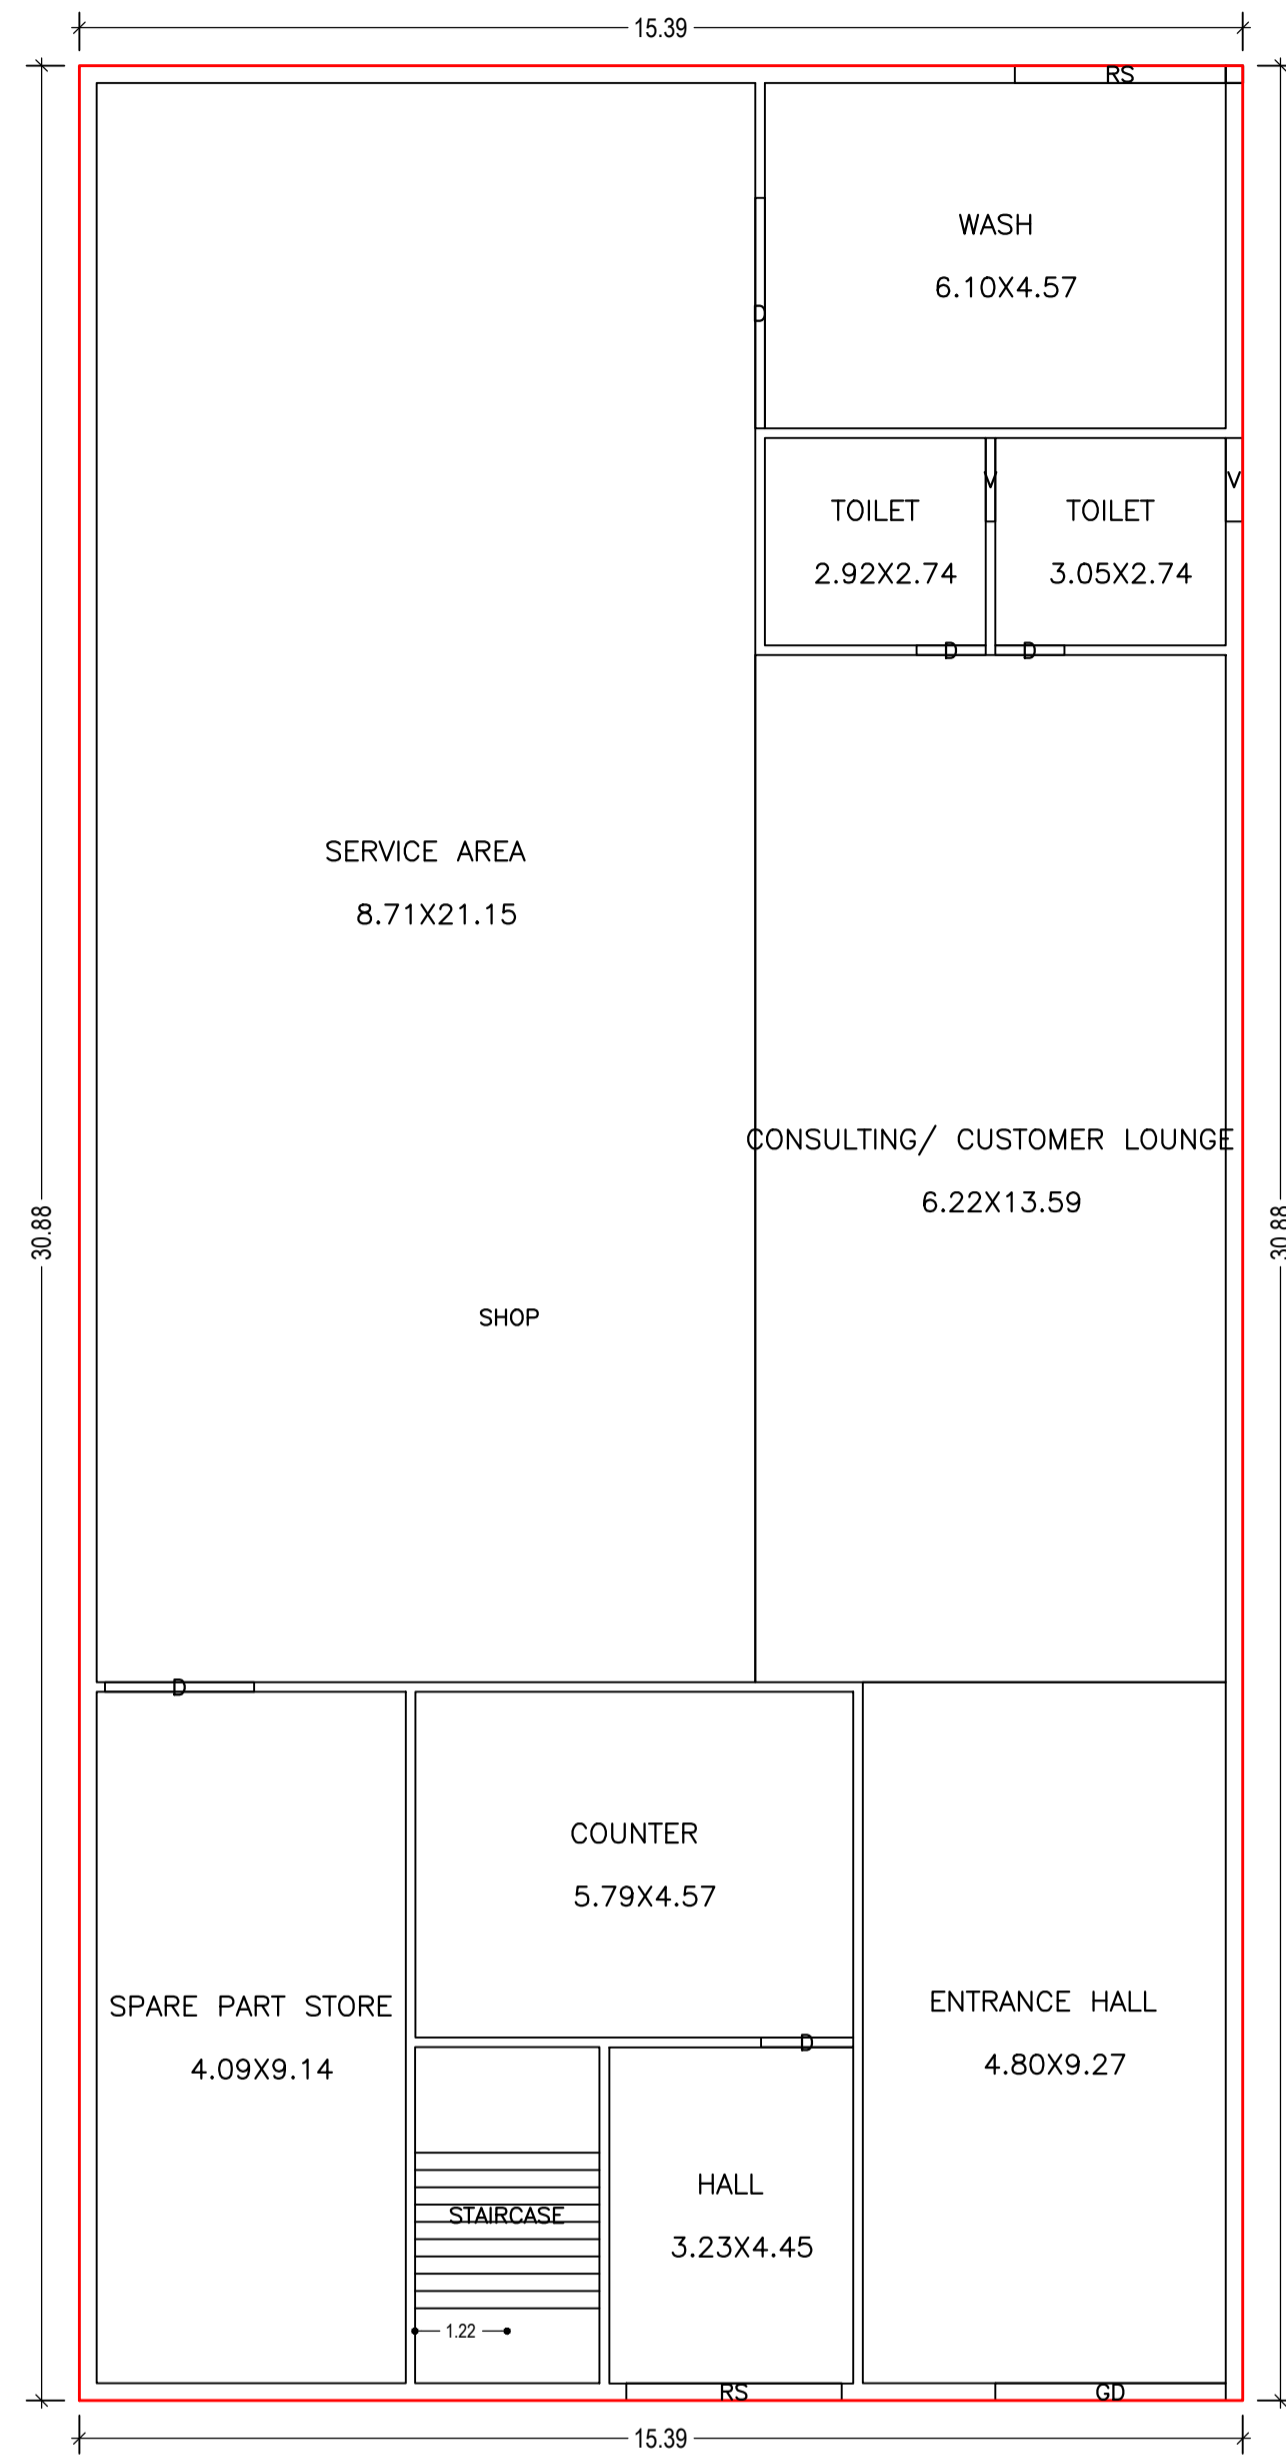 15.39
RS
WASH
6.10X4.57
D
V
V
TOILET
2.92X2.74
TOILET
3.05X2.74
D
D
SERVICE AREA
8.71X21.15
CONSULTING/ CUSTOMER LOUNGE
6.22X13.59
30.88
30.88
SHOP
D
COUNTER
5.79X4.57
SPARE PART STORE
4.09X9.14
ENTRANCE HALL
4.80X9.27
D
HALL
3.23X4.45
STAIRCASE
1.22
RS
GD
15.39